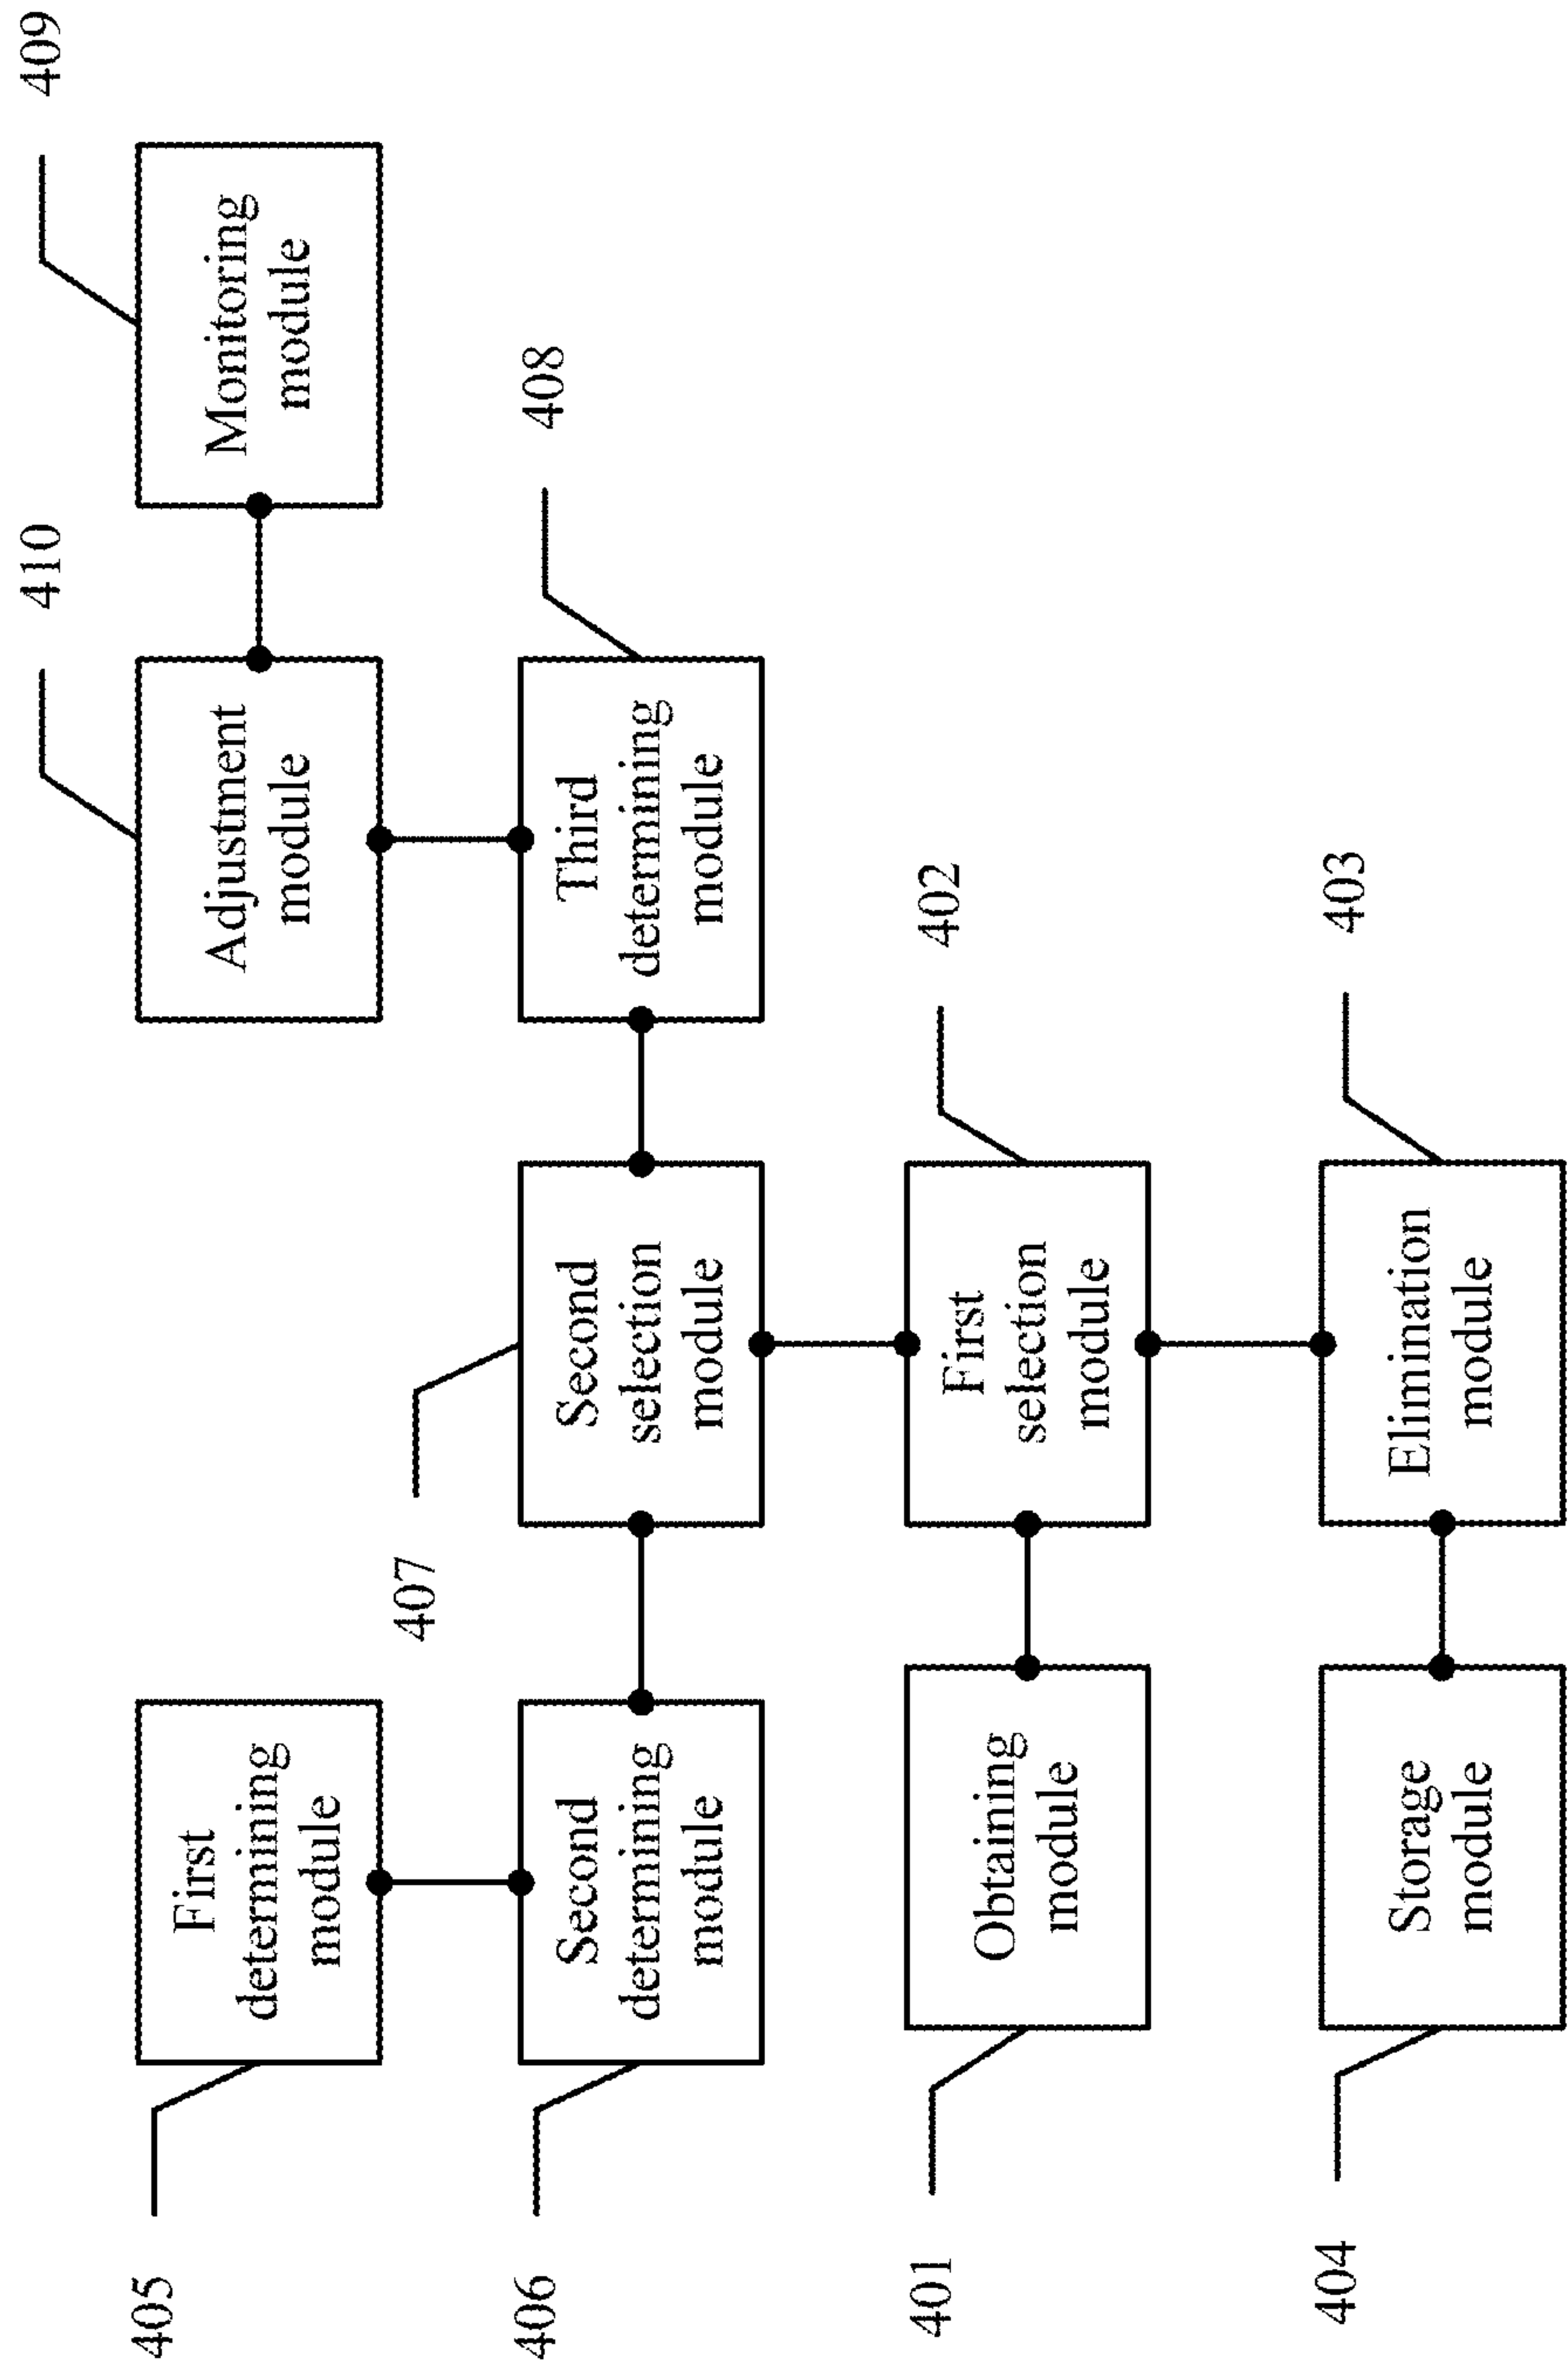 405
First
determining
module
410
Adjustment
module
409
Monitoring
module
406
Second
determining
module
407
Second
selection
module
Third
determining
module
408
401
Obtaining
module
First
selection
module
402
404
Storage
module
Elimination
module
403